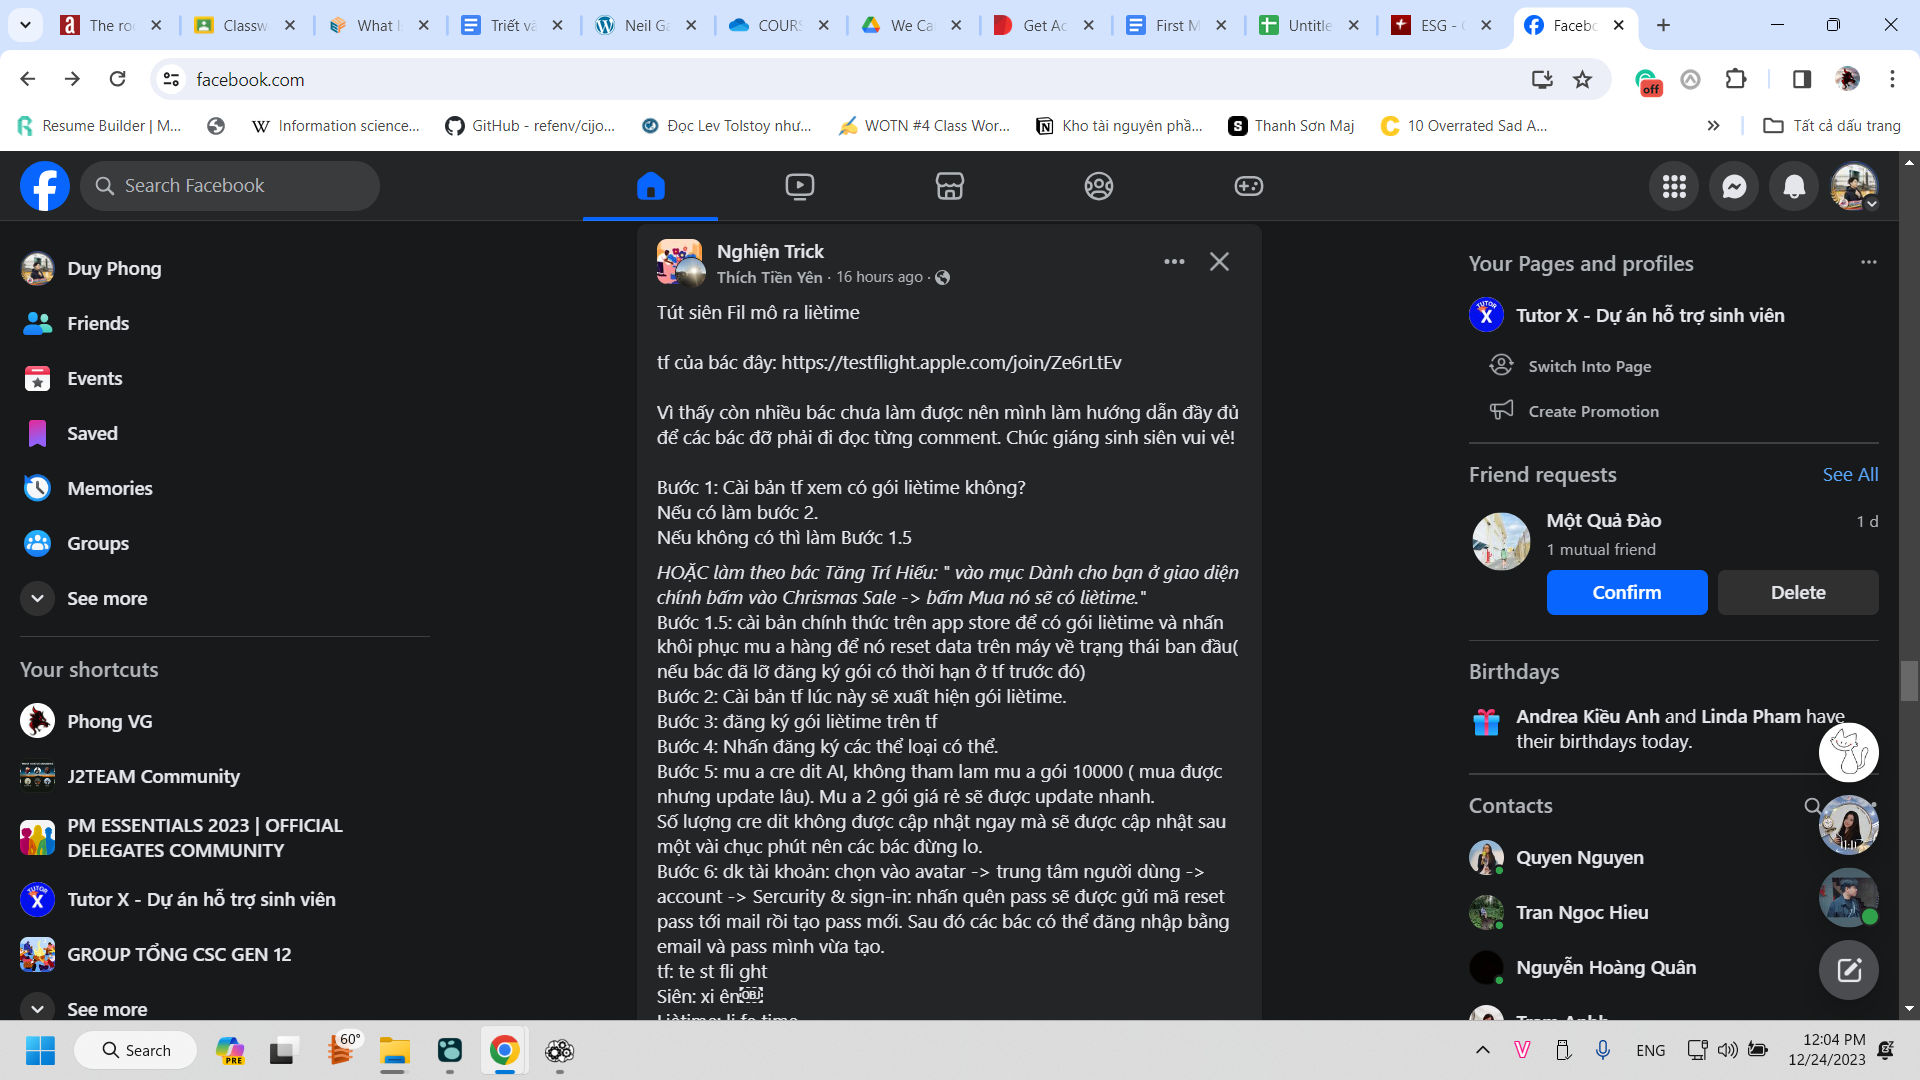 The ro
Classw
What I
Triết và
Neil Ga
COURS
We Ca
Get Ac
First M
Untitle
ESG - C
Facebo
facebook.com
off
Resume Builder | M...
W Information science...
GitHub - refenv/cijo...
Đọc Lev Tolstoy như...
WOTN #4 Class Wor...
Kho tài nguyên phầ...
S Thanh Sơn Maj
10 Overrated Sad A...
Tất cả dấu trang
Search Facebook
Duy Phong
Friends
Events
Saved
Memories
Groups
See more
Your shortcuts
Phong VG
J2TEAM Community
PM ESSENTIALS 2023 | OFFICIAL
DELEGATES COMMUNITY
Tutor X - Dự án hỗ trợ sinh viên
GROUP TỔNG CSC GEN 12
See more
Nghiện Trick
Thích Tiền Yên · 16 hours ago ·
Tút siên Fil mô ra liètime
tf của bác đây: https://testflight.apple.com/join/Ze6rLtEv
Vì thấy còn nhiều bác chưa làm được nên mình làm hướng dẫn đầy đủ
để các bác đỡ phải đi đọc từng comment. Chúc giáng sinh siên vui vẻ!
Bước 1: Cài bản tf xem có gói liètime không?
Nếu có làm bước 2.
Nếu không có thì làm Bước 1.5
HOẶC làm theo bác Tăng Trí Hiếu: " vào mục Dành cho bạn ở giao diện
chính bấm vào Chrismas Sale -> bấm Mua nó sẽ có liètime."
Bước 1.5: cài bản chính thức trên app store để có gói liètime và nhấn
khôi phục mu a hàng để nó reset data trên máy về trạng thái ban đầu(
nếu bác đã lỡ đăng ký gói có thời hạn ở tf trước đó)
Bước 2: Cài bản tf lúc này sẽ xuất hiện gói liètime.
Bước 3: đăng ký gói liètime trên tf
Bước 4: Nhấn đăng ký các thể loại có thể.
Bước 5: mu a cre dit AI, không tham lam mu a gói 10000 ( mua được
nhưng update lâu). Mu a 2 gói giá rẻ sẽ được update nhanh.
Số lượng cre dit không được cập nhật ngay mà sẽ được cập nhật sau
một vài chục phút nên các bác đừng lo.
Bước 6: dk tài khoản: chọn vào avatar -> trung tâm người dùng ->
account -> Sercurity & sign-in: nhấn quên pass sẽ được gửi mã reset
pass tới mail rồi tạo pass mới. Sau đó các bác có thể đăng nhập bằng
email và pass mình vừa tạo.
tf: te st fli ght
Siên: xi ên
Liètime: li fe time
Your Pages and profiles
Tutor X - Dự án hỗ trợ sinh viên
Switch Into Page
Create Promotion
Friend requests
See All
Một Quả Đào
1 d
1 mutual friend
Confirm
Delete
Birthdays
Andrea Kiều Anh and Linda Pham have
their birthdays today.
Contacts
Quyen Nguyen
Tran Ngoc Hieu
Nguyễn Hoàng Quân
Search
PRE
60°
ENG
12:04 PM
12/24/2023